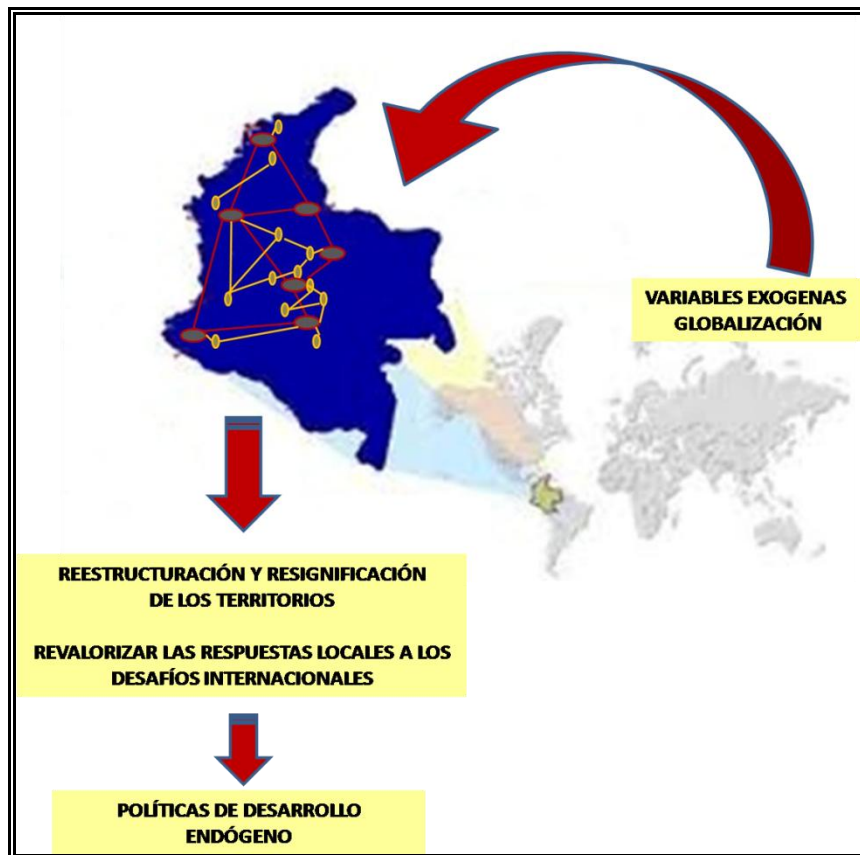 VARIABLES EXOGENAS
GLOBALIZACIÓN
REESTRUCTURACIÓN Y RESIGNIFICACIÓN
DE LOS TERRITORIOS
REVALORIZAR LAS RESPUESTAS LOCALES A LOS
DESAFÍOS INTERNACIONALES
POLÍTICAS DE DESARROLLO
ENDÓGENO